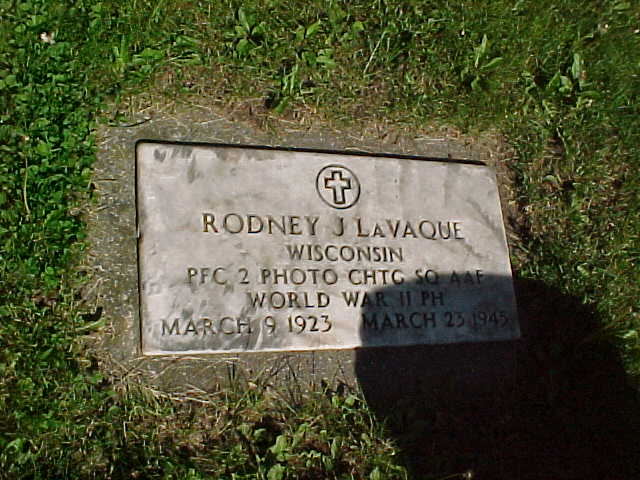 RODNEY J LAVAQUE
WISCONSIN
PFC 2 PHOTO CHTG SQ AAF
WORLD WAR II PH
MARCH 9 1923 MARCH 23 1945